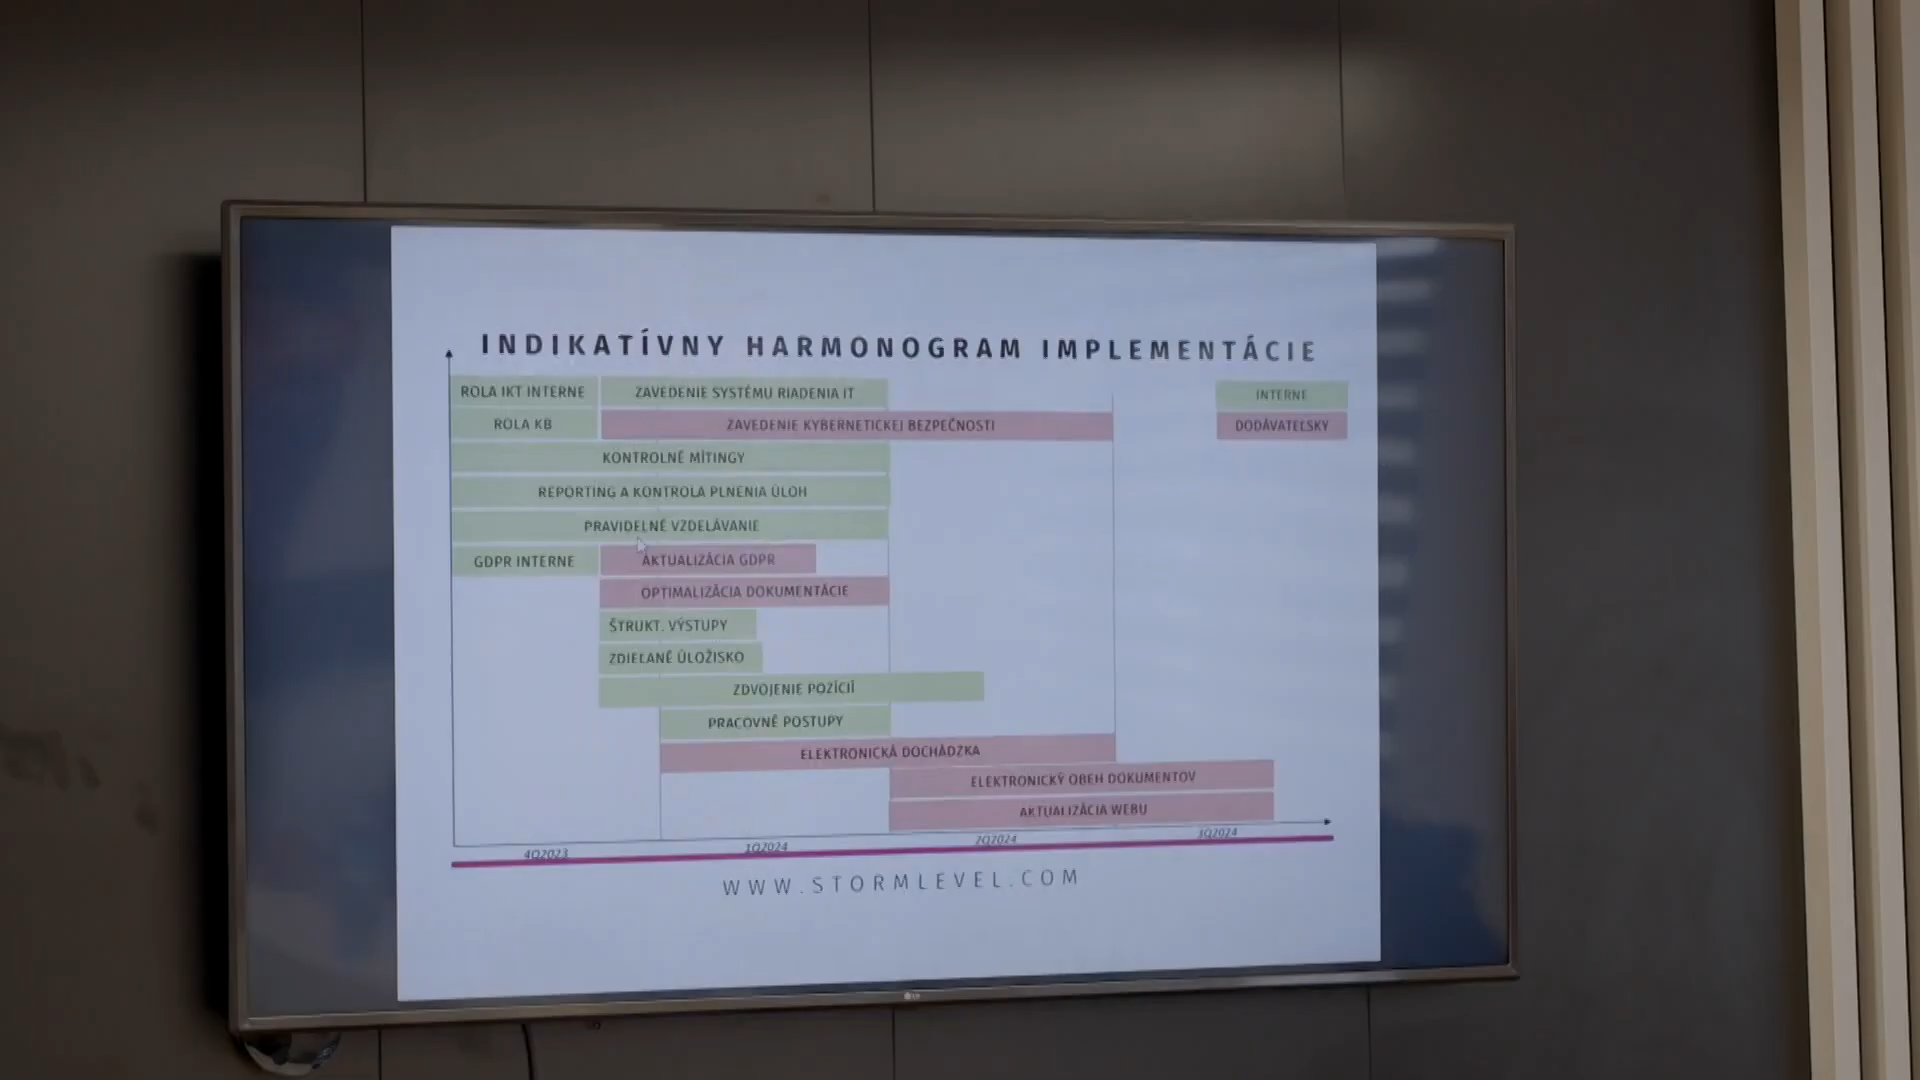 INDIKATÍVNY HARMONOGRAM IMPLEMENTÁCIE
ROLA IKT INTERNE
ZAVEDENIE SYSTÉMU RIADENIA IT
INTERNE
ROLA KB
ZAVEDENIE KYBERNETICKEJ BEZPEČNOSTI
DODÁVATEĽSKY
KONTROLNÉ MÍTINGY
REPORTING A KONTROLA PLNENIA ÚLOH
PRAVIDELNÉ VZDELÁVANIE
GDPR INTERNE
AKTUALIZÁCIA GDPR
OPTIMALIZÁCIA DOKUMENTÁCIE
ŠTRUKT. VÝSTUPY
ZDIEĽANÉ ÚLOŽISKO
ZDVOJENIE POZÍCIÍ
PRACOVNÉ POSTUPY
ELEKTRONICKÁ DOCHÁDZKA
ELEKTRONICKÝ OBEH DOKUMENTOV
AKTUALIZÁCIA WEBU
4Q2023
1Q2024
2Q2024
3Q2024
WWW.STORMLEVEL.COM
LG